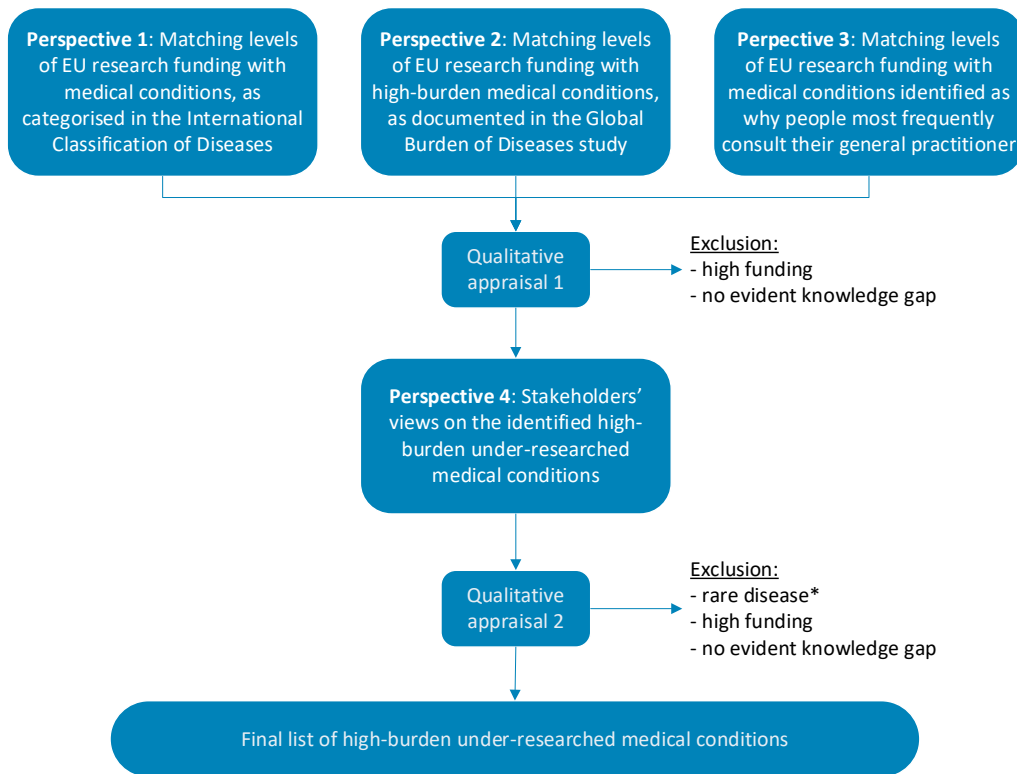 Perspective 1: Matching levels
of EU research funding with
medical conditions, as
categorised in the International
Classification of Diseases
Perspective 2: Matching levels
of EU research funding with
high-burden medical conditions,
as documented in the Global
Burden of Diseases study
Perpective 3: Matching levels
of EU research funding with
medical conditions identified as
why people most frequently
consult their general practitioner
Qualitative
appraisal 1
Exclusion:
- high funding
- no evident knowledge gap
Perspective 4: Stakeholders’
views on the identified high-
burden under-researched
medical conditions
Qualitative
appraisal 2
Exclusion:
- rare disease*
- high funding
- no evident knowledge gap
Final list of high-burden under-researched medical conditions